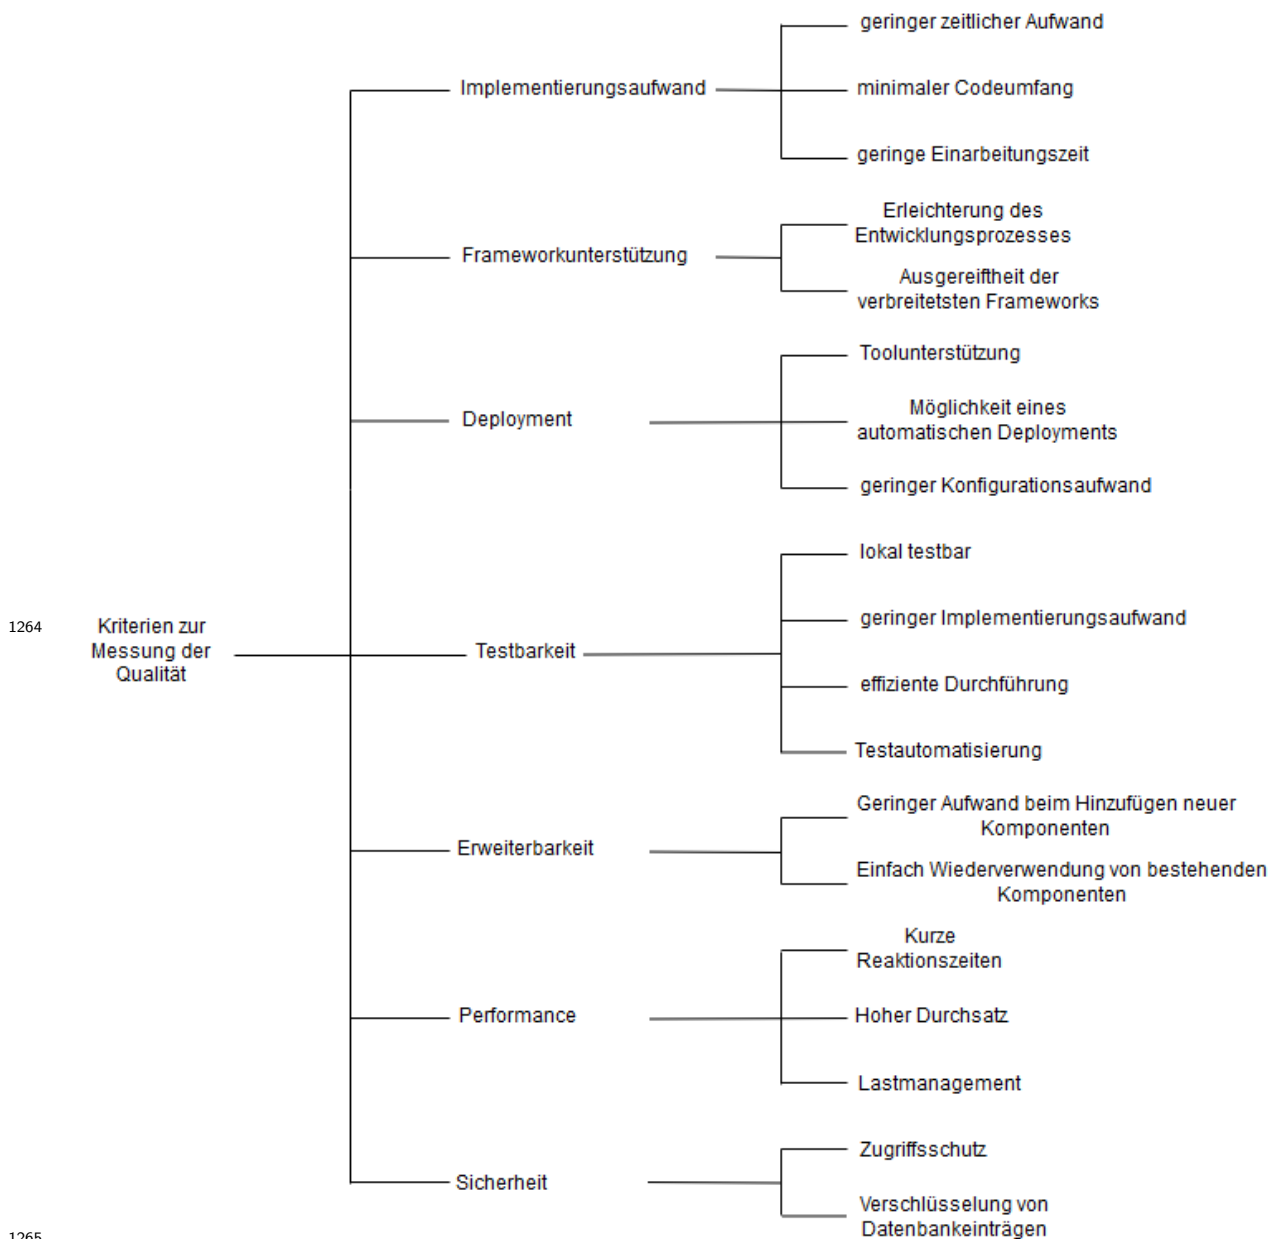 geringer zeitlicher Aufwand
Implementierungsaufwand
minimaler Codeumfang
geringe Einarbeitungszeit
Erleichterung des
Entwicklungsprozesses
Frameworkunterstützung
Ausgereiftheit der
verbreitetsten Frameworks
Toolunterstützung
Deployment
Möglichkeit eines
automatischen Deployments
geringer Konfigurationsaufwand
1264
Kriterien zur
Messung der
Qualität
lokal testbar
geringer Implementierungsaufwand
Testbarkeit
effiziente Durchführung
Testautomatisierung
Geringer Aufwand beim Hinzufügen neuer
Komponenten
Erweiterbarkeit
Einfach Wiederverwendung von bestehenden
Komponenten
Kurze
Reaktionszeiten
Performance
Hoher Durchsatz
Lastmanagement
Zugriffsschutz
Sicherheit
Verschlüsselung von
Datenbankeinträgen
1265